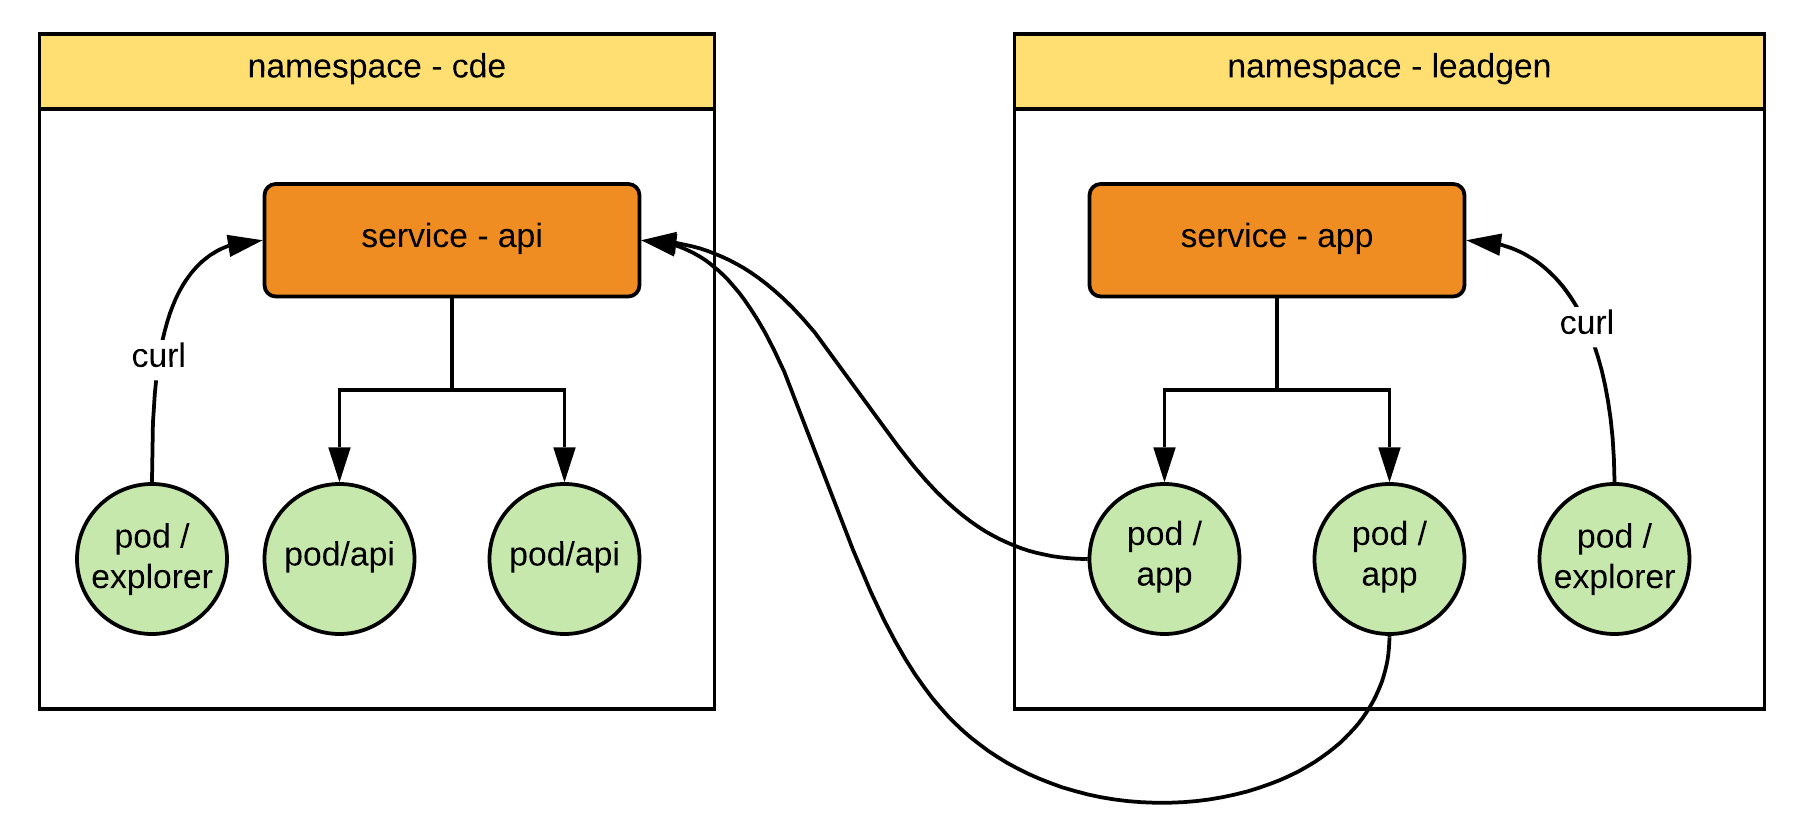 namespace - cde
namespace - leadgen
service - api
service - app
curl
curl
pod /
explorer
pod/api
pod/api
pod /
app
pod /
app
pod /
explorer